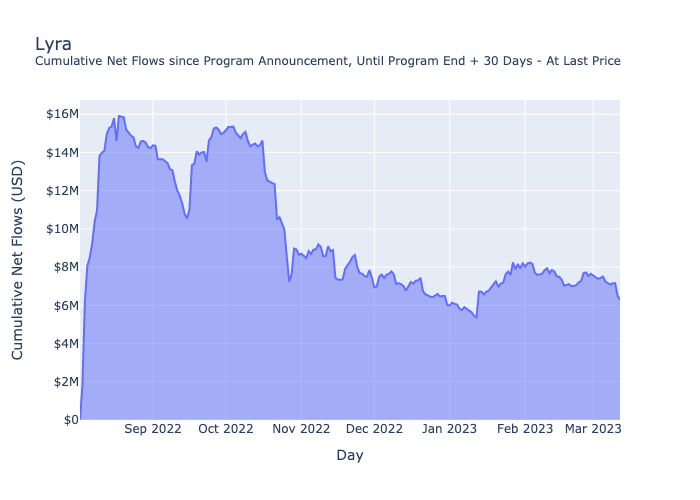 Lyra
Cumulative Net Flows since Program Announcement, Until Program End + 30 Days - At Last Price
$16M
$14M
$12M
$10M
$8M
$6M
$4M
$2M
$0
Cumulative Net Flows (USD)
Sep 2022 Oct 2022 Nov 2022 Dec 2022 Jan 2023 Feb 2023 Mar 2023
Day